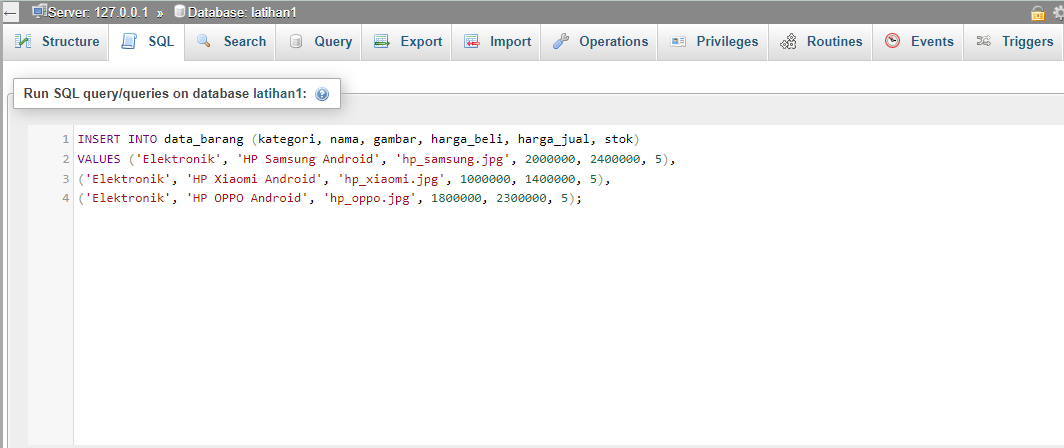 Server: 127.0.0.1 » Database: latihan1
Structure SQL Search Query Export Import Operations Privileges Routines Events Triggers
Run SQL query/queries on database latihan1:
1 INSERT INTO data_barang (kategori, nama, gambar, harga_beli, harga_jual, stok)
2 VALUES ('Elektronik', 'HP Samsung Android', 'hp_samsung.jpg', 2000000, 2400000, 5),
3 ('Elektronik', 'HP Xiaomi Android', 'hp_xiaomi.jpg', 1000000, 1400000, 5),
4 ('Elektronik', 'HP OPPO Android', 'hp_oppo.jpg', 1800000, 2300000, 5);